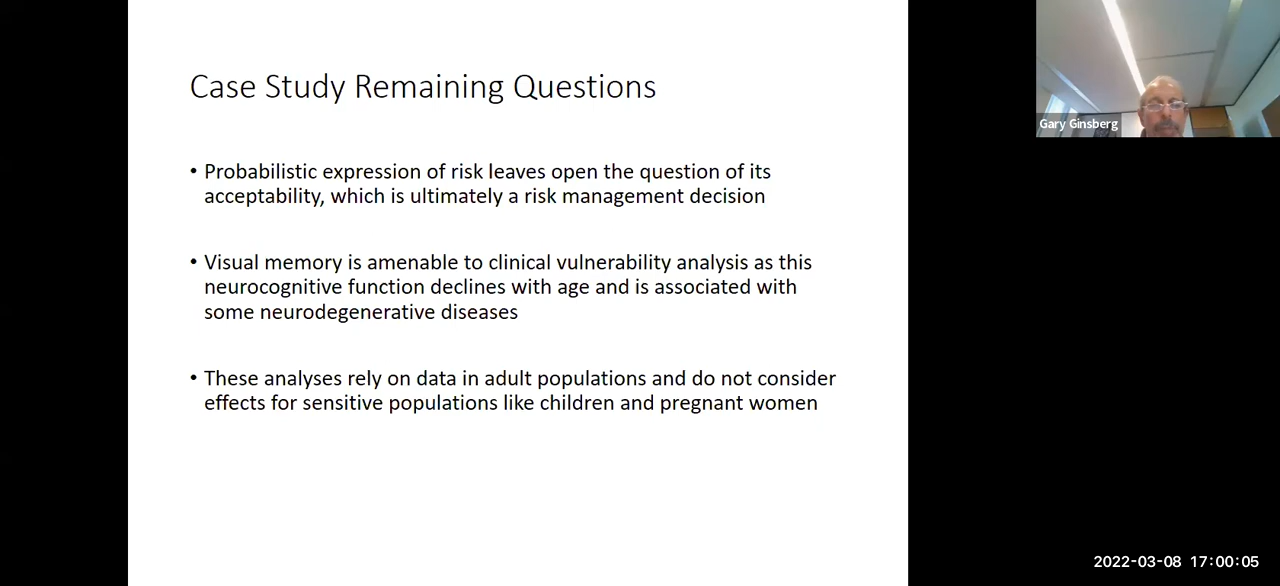 Case Study Remaining Questions
• Probabilistic expression of risk leaves open the question of its
acceptability, which is ultimately a risk management decision
• Visual memory is amenable to clinical vulnerability analysis as this
neurocognitive function declines with age and is associated with
some neurodegenerative diseases
• These analyses rely on data in adult populations and do not consider
effects for sensitive populations like children and pregnant women
Gary Ginsberg
2022-03-08 17:00:05